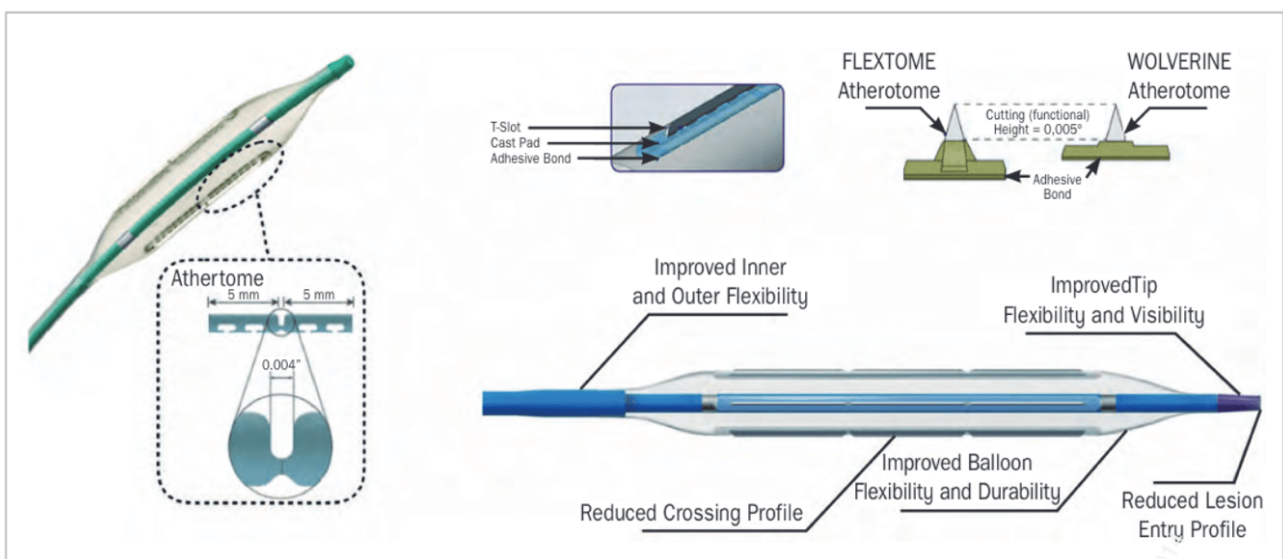 FLEXTOME
Atherotome
WOLVERINE
Atherotome
Cutting (functional)
Height = 0,005°
Adhesive
Bond
T-Slot
Cast Pad
Adhesive Bond
Athertome
5 mm 5 mm
0.004"
Improved Inner
and Outer Flexibility
ImprovedTip
Flexibility and Visibility
Improved Balloon
Flexibility and Durability
Reduced Crossing Profile
Reduced Lesion
Entry Profile